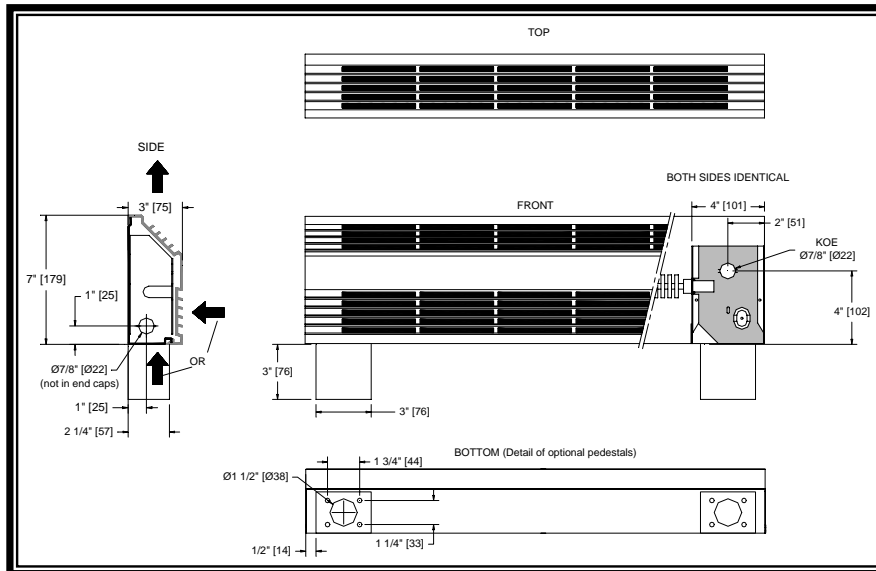 TOP
SIDE
3" [75]
7" [179]
1" [25]
Ø7/8" [Ø22]
(not in end caps)
OR
1" [25]
2 1/4" [57]
BOTH SIDES IDENTICAL
FRONT
4" [101]
2" [51]
KOE
Ø7/8" [Ø22]
4" [102]
3" [76]
3" [76]
BOTTOM (Detail of optional pedestals)
1 3/4" [44]
Ø1 1/2" [Ø38]
1 1/4" [33]
1/2" [14]